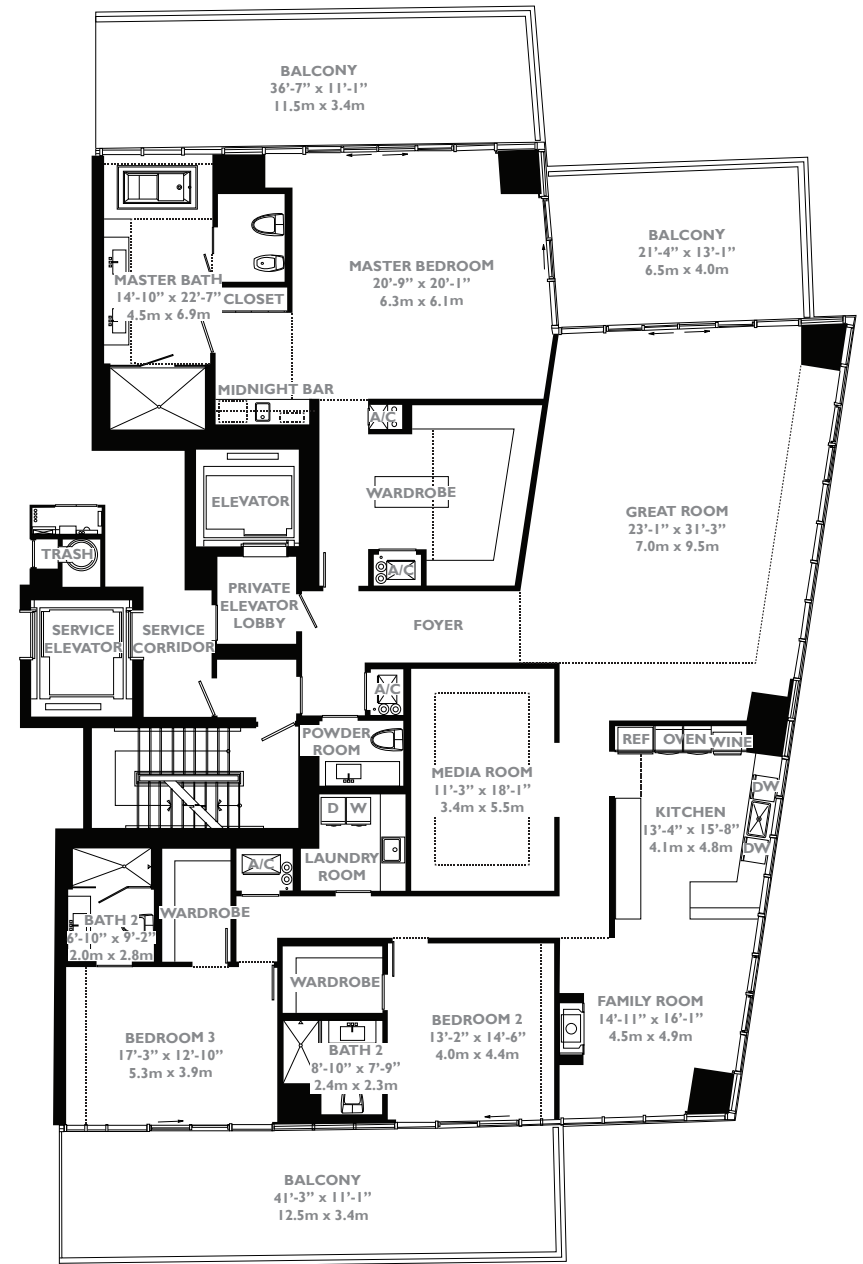 BALCONY
36'-7" x 11'-1"
11.5m x 3.4m
BALCONY
21'-4" x 13'-1"
6.5m x 4.0m
MASTER BEDROOM
20'-9" x 20'-1"
6.3m x 6.1m
MASTER BATH
14'-10" x 22'-7"
4.5m x 6.9m
CLOSET
MIDNIGHT BAR
A/C
WARDROBE
ELEVATOR
GREAT ROOM
23'-1" x 31'-3"
7.0m x 9.5m
TRASH
A/C
PRIVATE
ELEVATOR
LOBBY
FOYER
SERVICE
ELEVATOR
SERVICE
CORRIDOR
A/C
POWDER
ROOM
REF
OVEN
WINE
MEDIA ROOM
11'-3" x 18'-1"
3.4m x 5.5m
DW
KITCHEN
13'-4" x 15'-8"
4.1m x 4.8m
DW
D
W
LAUNDRY
ROOM
A/C
WARDROBE
BATH 2
6'-10" x 9'-2"
2.0m x 2.8m
WARDROBE
FAMILY ROOM
14'-11" x 16'-1"
4.5m x 4.9m
BEDROOM 2
13'-2" x 14'-6"
4.0m x 4.4m
BEDROOM 3
17'-3" x 12'-10"
5.3m x 3.9m
BATH 2
8'-10" x 7'-9"
2.4m x 2.3m
BALCONY
41'-3" x 11'-1"
12.5m x 3.4m